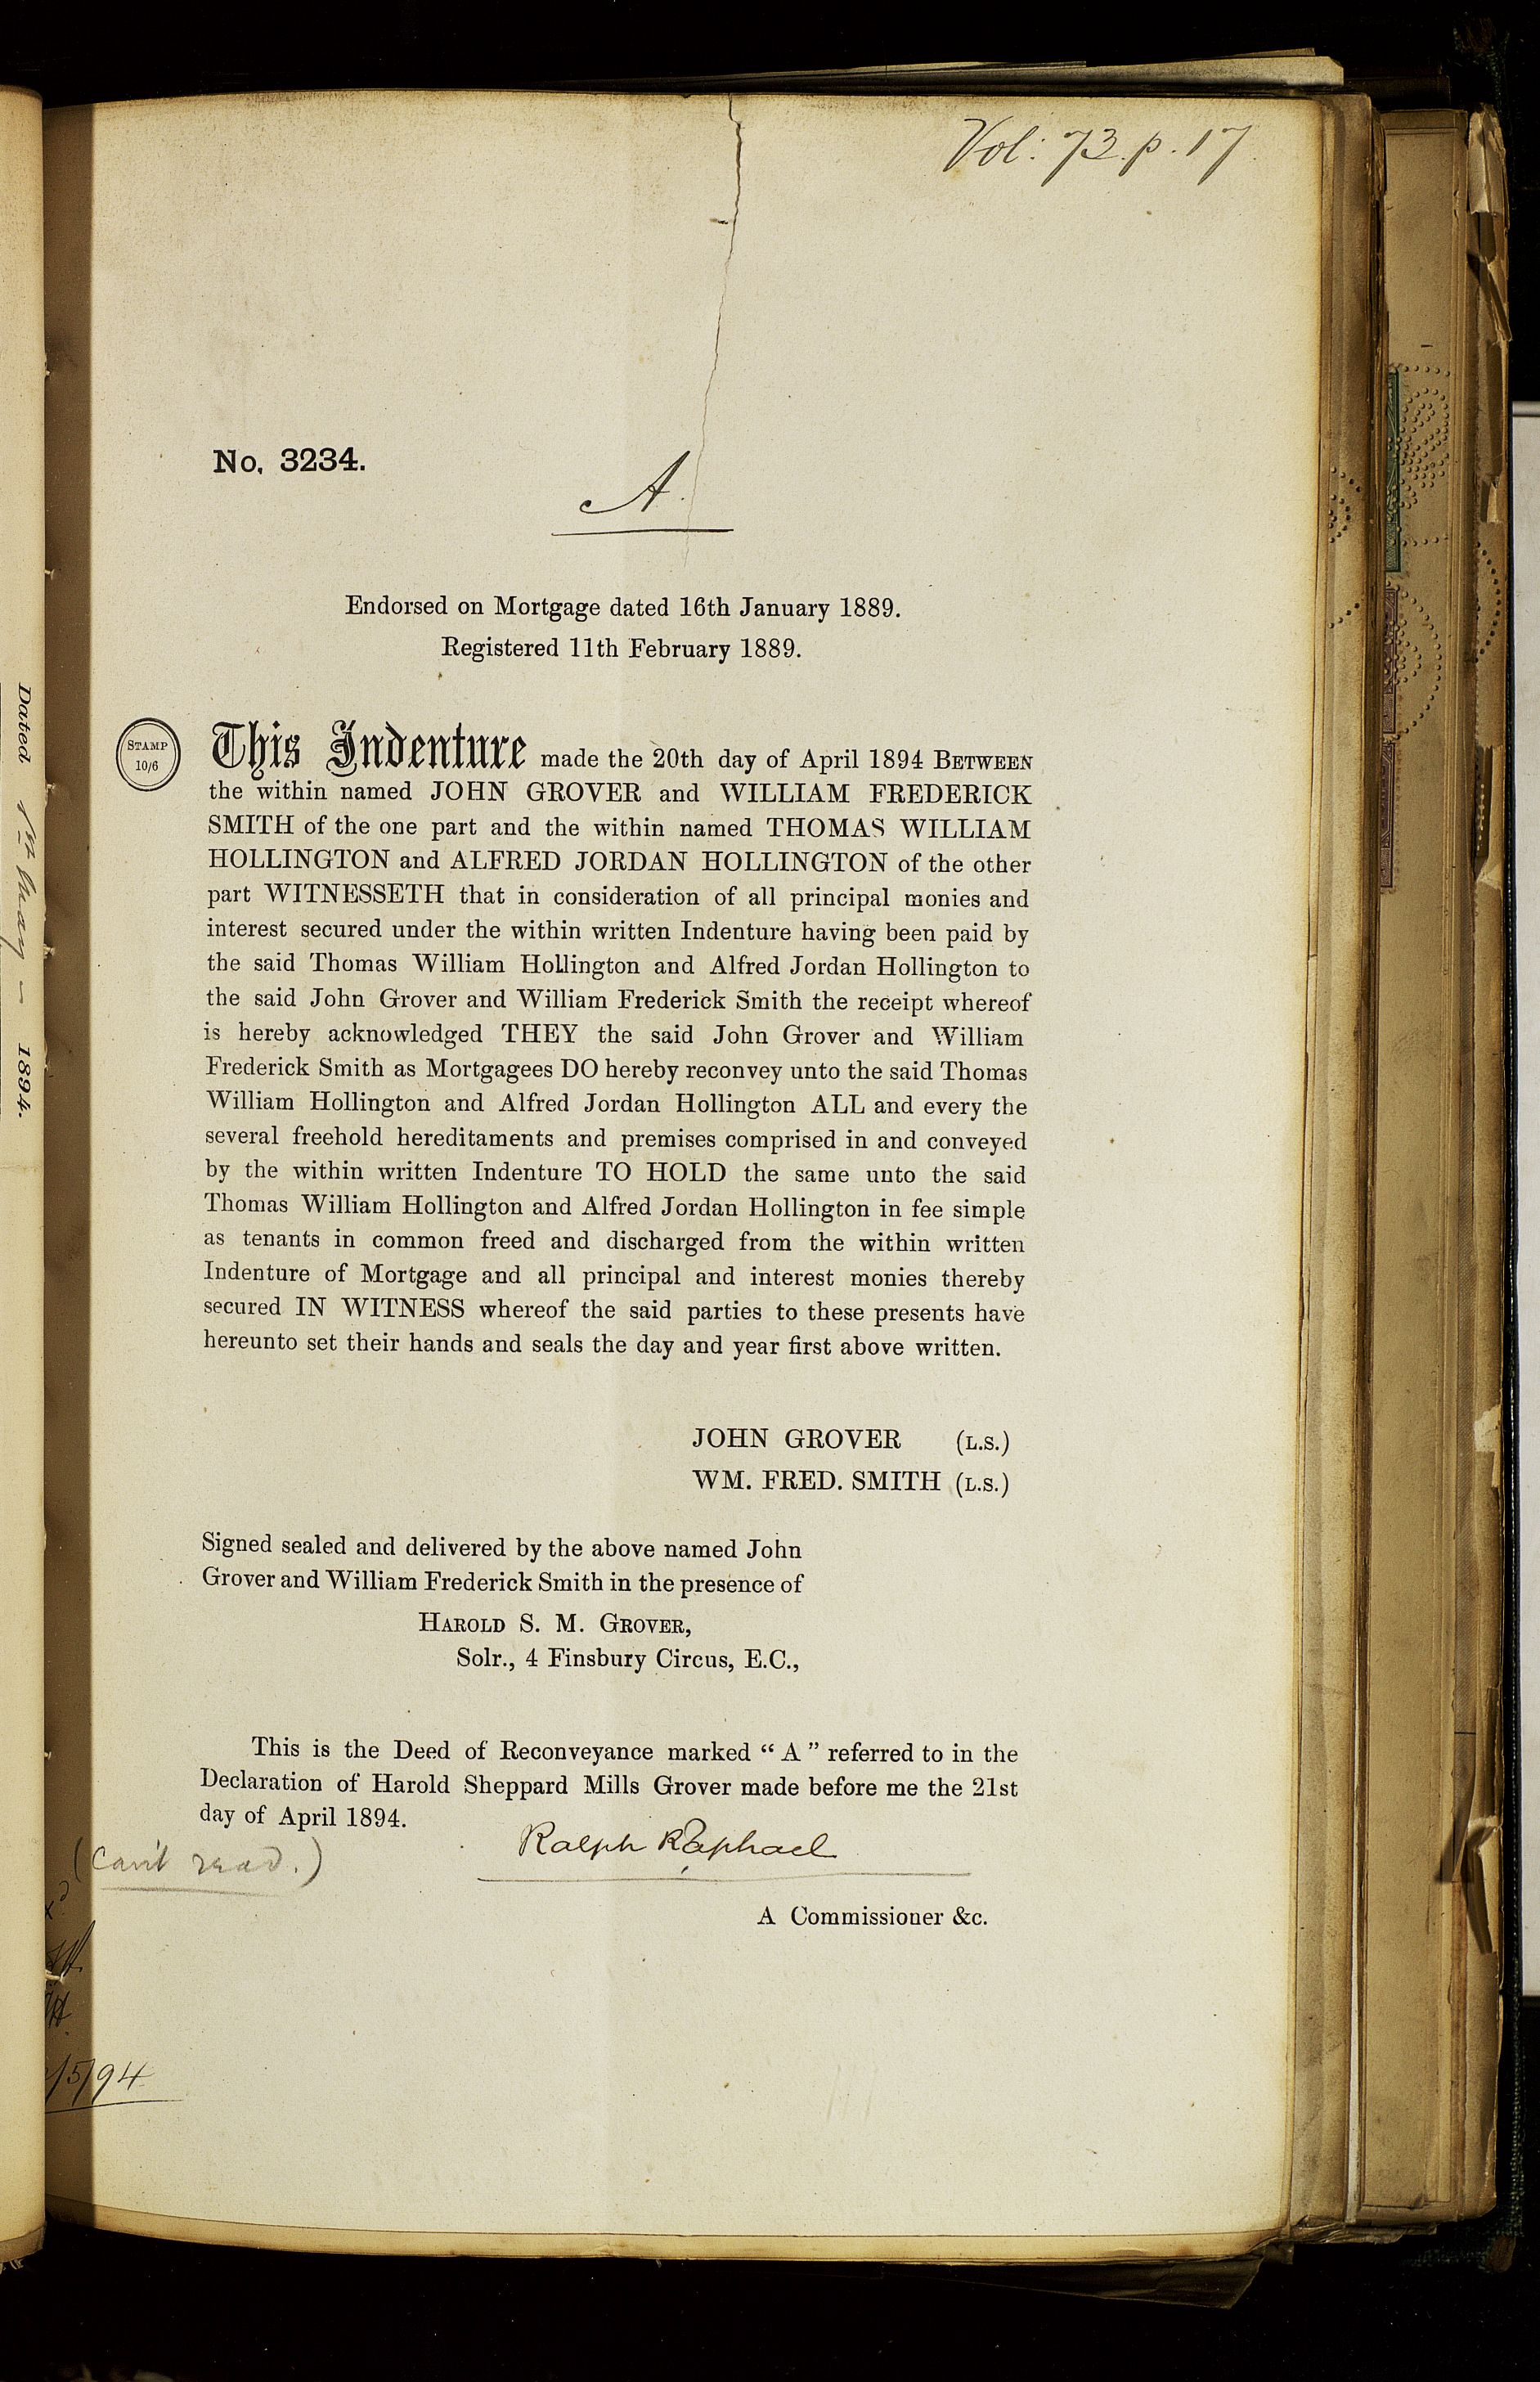 Vol: 73. p. 17.
No. 3234.
A.
Endorsed on Mortgage dated 16th January 1889.
Registered 11th February 1889.
STAMP
10/6
This Indenture made the 20th day of April 1894 BETWEEN
the within named JOHN GROVER and WILLIAM FREDERICK
SMITH of the one part and the within named THOMAS WILLIAM
HOLLINGTON and ALFRED JORDAN HOLLINGTON of the other
part WITNESSETH that in consideration of all principal monies and
interest secured under the within written Indenture having been paid by
the said Thomas William Hollington and Alfred Jordan Hollington to
the said John Grover and William Frederick Smith the receipt whereof
is hereby acknowledged THEY the said John Grover and William
Frederick Smith as Mortgagees DO hereby reconvey unto the said Thomas
William Hollington and Alfred Jordan Hollington ALL and every the
several freehold hereditaments and premises comprised in and conveyed
by the within written Indenture TO HOLD the same unto the said
Thomas William Hollington and Alfred Jordan Hollington in fee simple
as tenants in common freed and discharged from the within written
Indenture of Mortgage and all principal and interest monies thereby
secured IN WITNESS whereof the said parties to these presents have
hereunto set their hands and seals the day and year first above written.
JOHN GROVER (L.S.)
WM. FRED. SMITH (L.S.)
Signed sealed and delivered by the above named John
Grover and William Frederick Smith in the presence of
HAROLD S. M. GROVER,
Solr., 4 Finsbury Circus, E.C.,
This is the Deed of Reconveyance marked “ A ” referred to in the
Declaration of Harold Sheppard Mills Grover made before me the 21st
day of April 1894.
Ralph Raphael
(can't read.)
A Commissioner &c.
/5/94
Dated May – 1894.